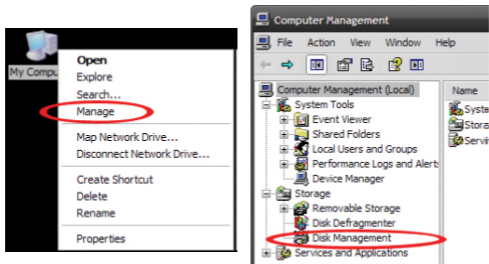 My Compu
Open
Explore
Search...
Manage
Map Network Drive...
Disconnect Network Drive...
Create Shortcut
Delete
Rename
Properties
Computer Management
File Action View Window Help
Computer Management (Local)
System Tools
Event Viewer
Shared Folders
Local Users and Groups
Performance Logs and Alert
Device Manager
Storage
Removable Storage
Disk Defragmenter
Disk Management
Services and Applications
Name
Syste
Stora
Servi